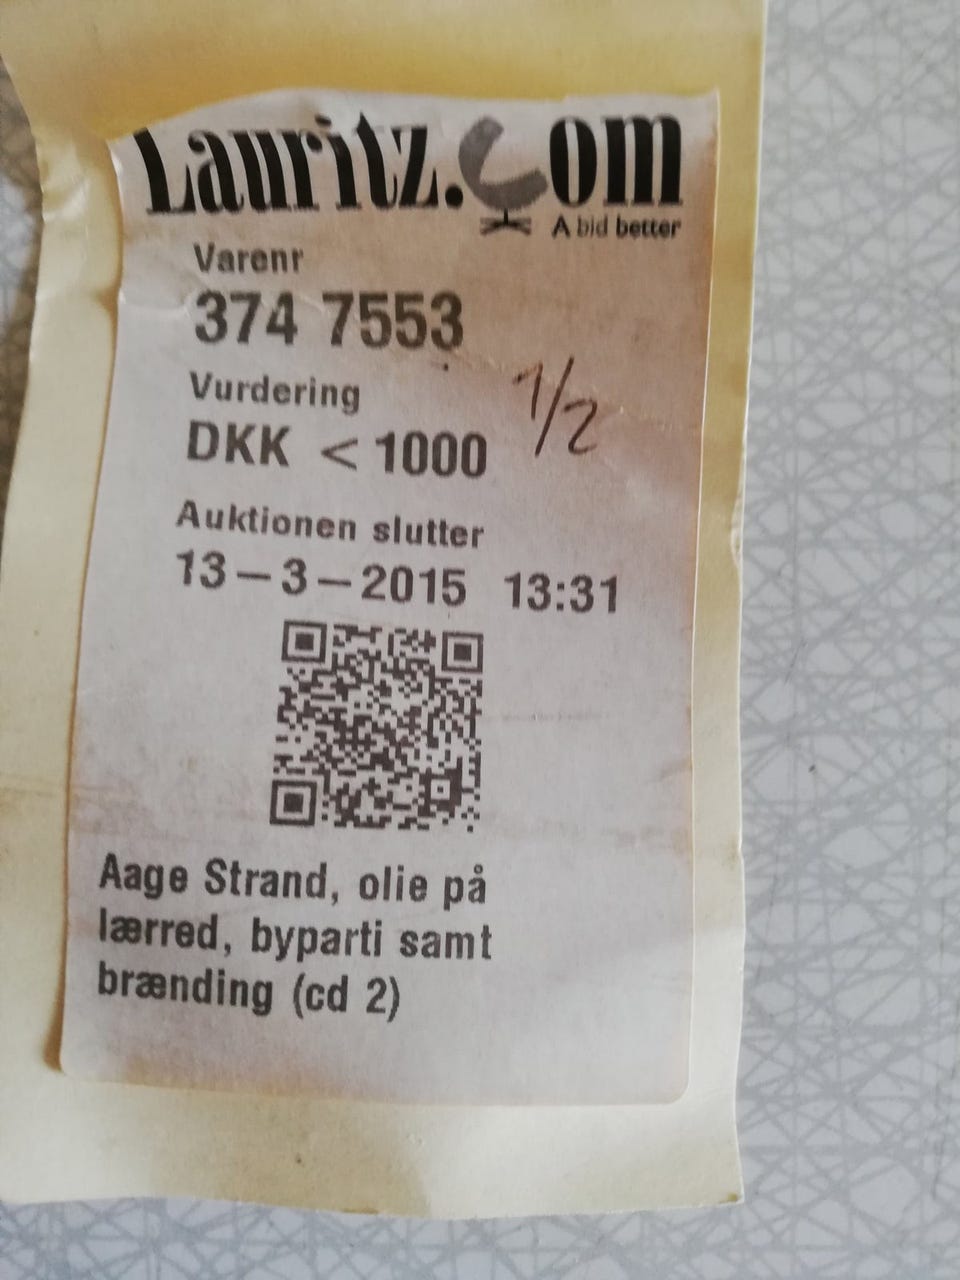 Lauritz.Com
A bid better
Varenr
374 7553
Vurdering
DKK < 1000
1/2
Auktionen slutter
13-3-2015 13:31
Aage Strand, olie på
lærred, byparti samt
brænding (cd 2)